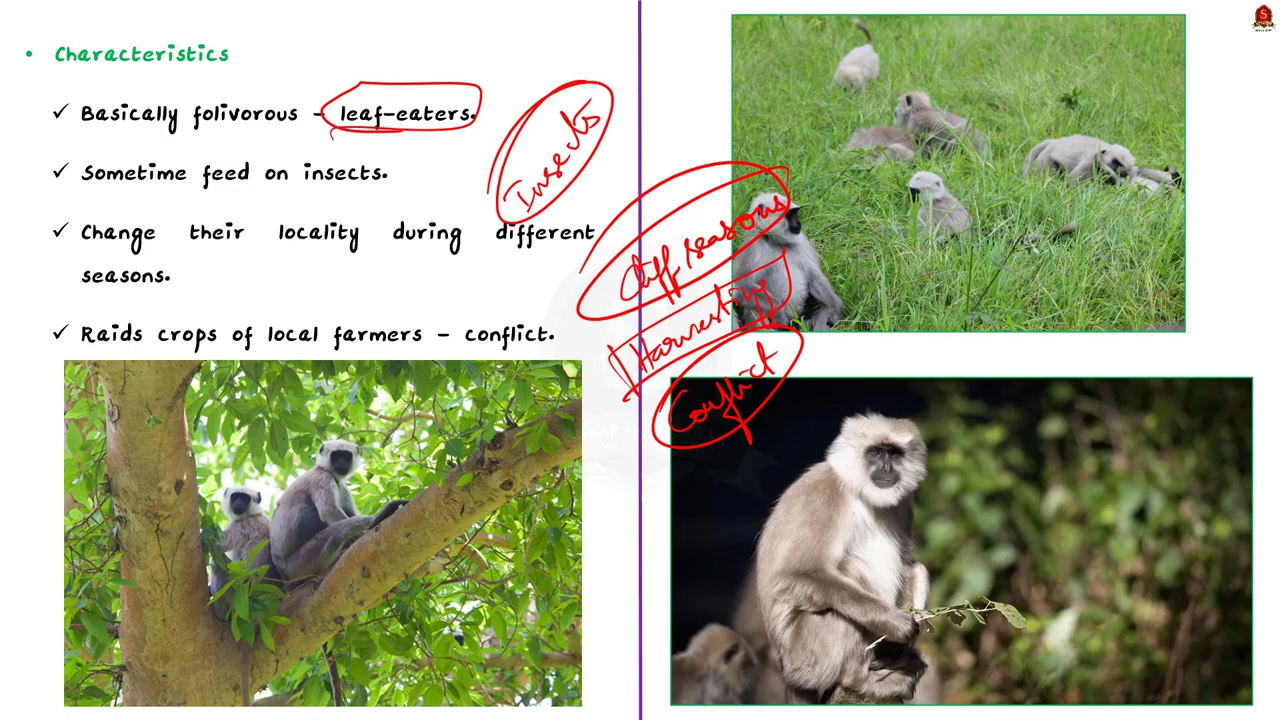 • Characteristics
✓ Basically folivorous - leaf-eaters.
✓ Sometime feed on insects.
✓ Change their locality during different
seasons.
✓ Raids crops of local farmers - conflict.
Insects
diff seasons
Harvesting
Conflict